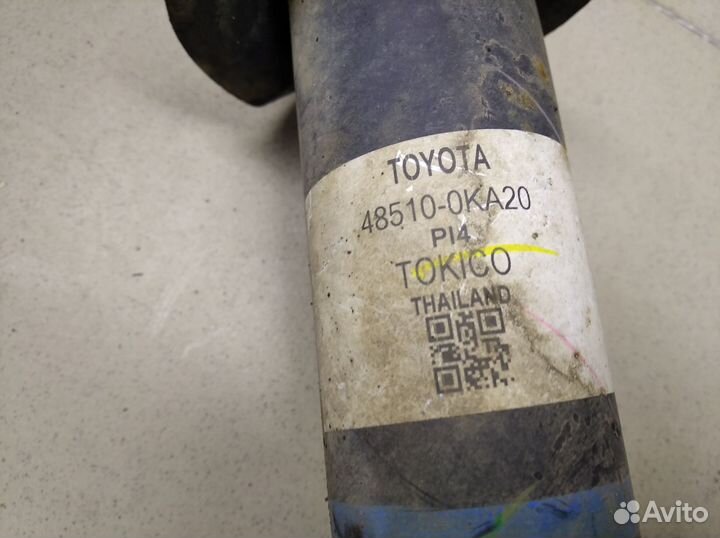 TOYOTA
48510-0KA20
PI4
TOKICO
THAILAND
Avito